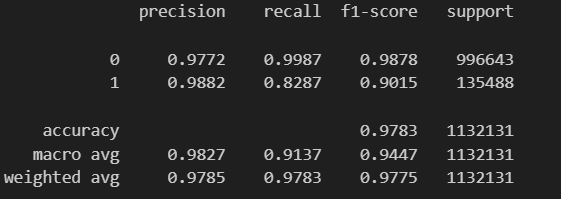 precision recall f1-score support
0 0.9772 0.9987 0.9878 996643
1 0.9882 0.8287 0.9015 135488
accuracy 0.9783 1132131
macro avg 0.9827 0.9137 0.9447 1132131
weighted avg 0.9785 0.9783 0.9775 1132131